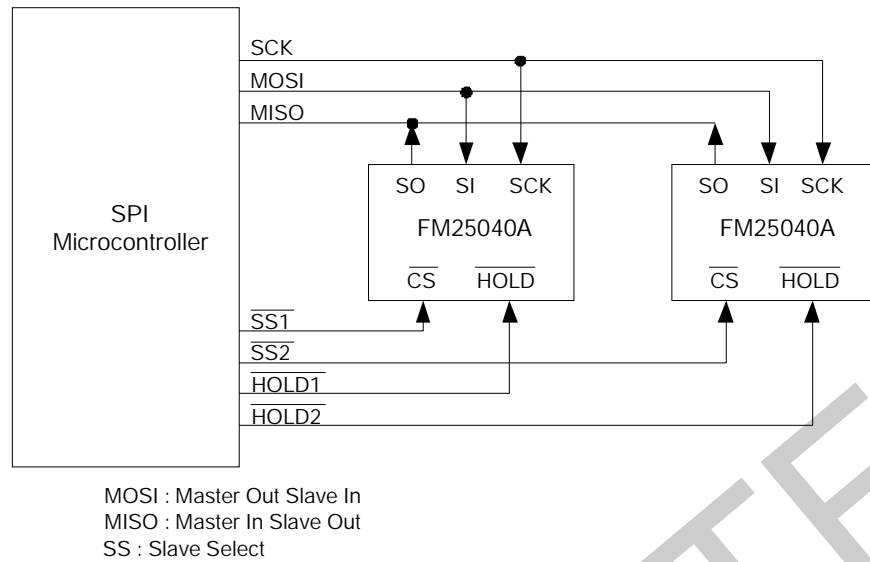 SCK
MOSI
MISO
SO SI SCK
FM25040A
CS HOLD
SO SI SCK
FM25040A
CS HOLD
SPI
Microcontroller
SS1
SS2
HOLD1
HOLD2
MOSI : Master Out Slave In
MISO : Master In Slave Out
SS : Slave Select